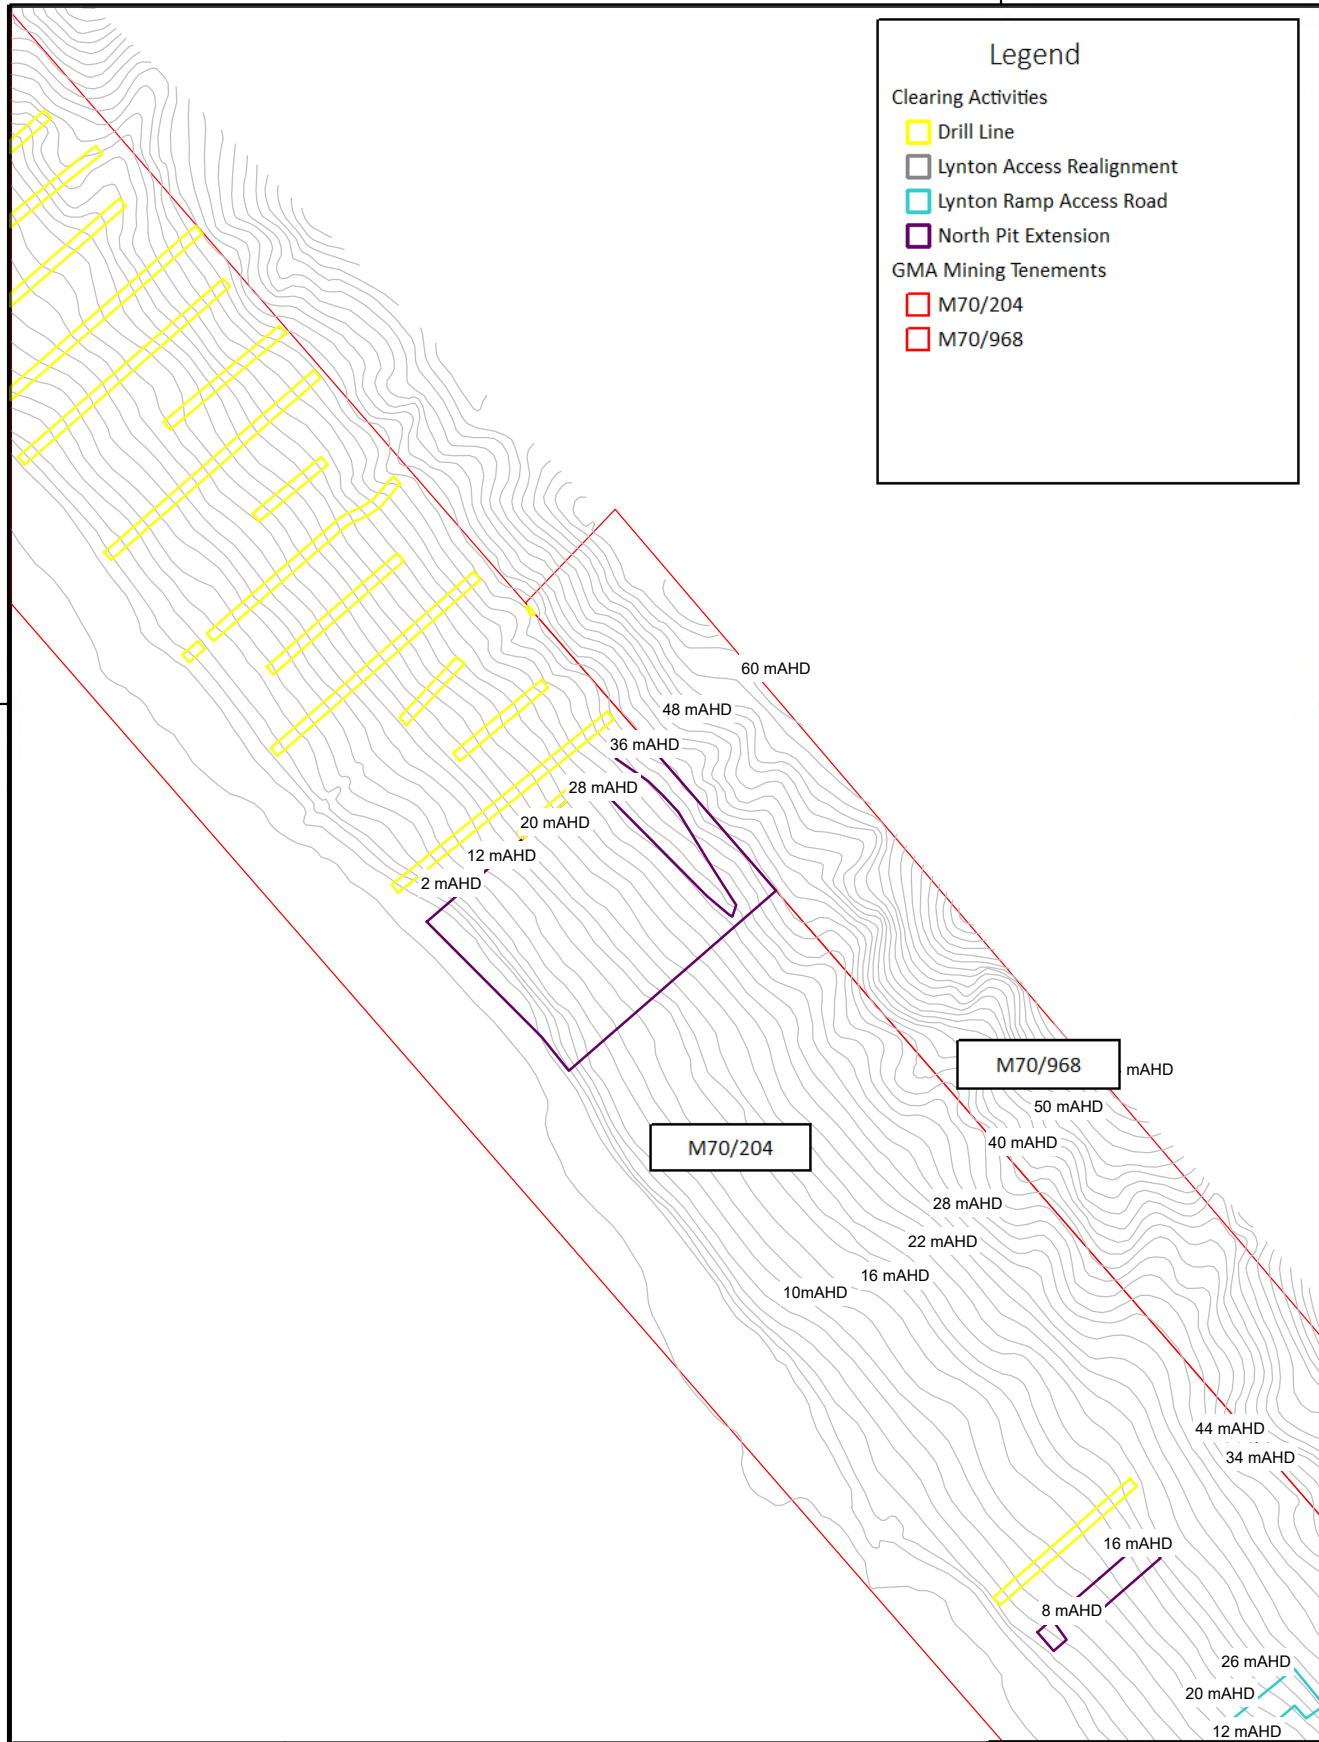 Legend
Clearing Activities
Drill Line
Lynton Access Realignment
Lynton Ramp Access Road
North Pit Extension
GMA Mining Tenements
M70/204
M70/968
60 mAHD
48 mAHD
36 mAHD
28 mAHD
20 mAHD
12 mAHD
2 mAHD
M70/968
mAHD
50 mAHD
40 mAHD
M70/204
28 mAHD
22 mAHD
16 mAHD
10mAHD
44 mAHD
34 mAHD
16 mAHD
8 mAHD
26 mAHD
20 mAHD
12 mAHD